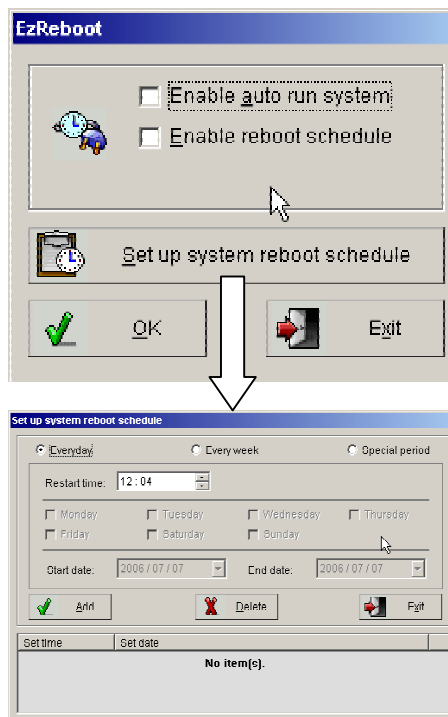 EzReboot
Enable auto run system
Enable reboot schedule
Set up system reboot schedule
OK
Exit
Set up system reboot schedule
Everyday
Every week
Special period
Restart time:
12:04
Monday
Tuesday
Wednesday
Thursday
Friday
Saturday
Sunday
Start date:
2006/07/07
End date:
2006/07/07
Add
Delete
Exit
Set time
Set date
No item(s).